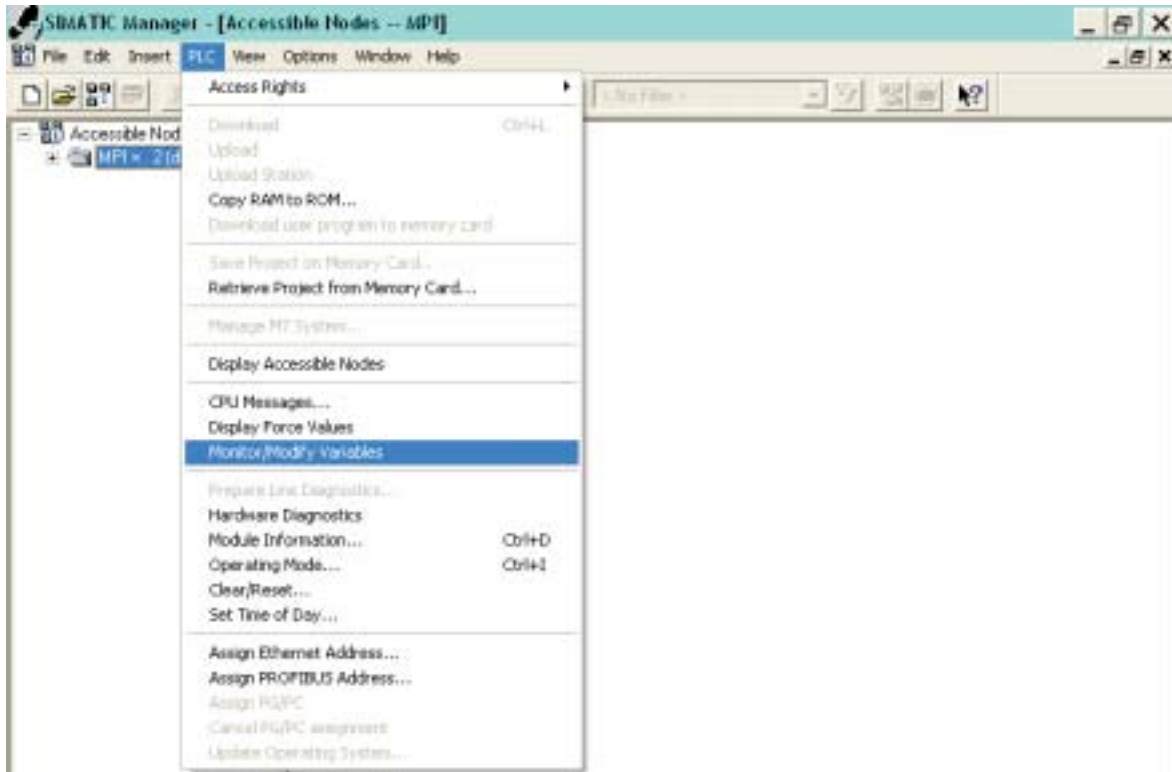 SIMATIC Manager - [Accessible Nodes -- MPI]
File Edit Insert PLC View Options Window Help
< No Filter >
Accessible Nod
MPI = 2 (d
Access Rights
Download Ctrl+L
Upload
Upload Station
Copy RAM to ROM...
Download user program to memory card
Save Project on Memory Card...
Retrieve Project from Memory Card...
Manage M7 System...
Display Accessible Nodes
CPU Messages...
Display Force Values
Monitor/Modify Variables
Prepare Line Diagnostics...
Hardware Diagnostics
Module Information... Ctrl+D
Operating Mode... Ctrl+I
Clear/Reset...
Set Time of Day...
Assign Ethernet Address...
Assign PROFIBUS Address...
Assign PG/PC
Cancel PG/PC assignment
Update Operating System...